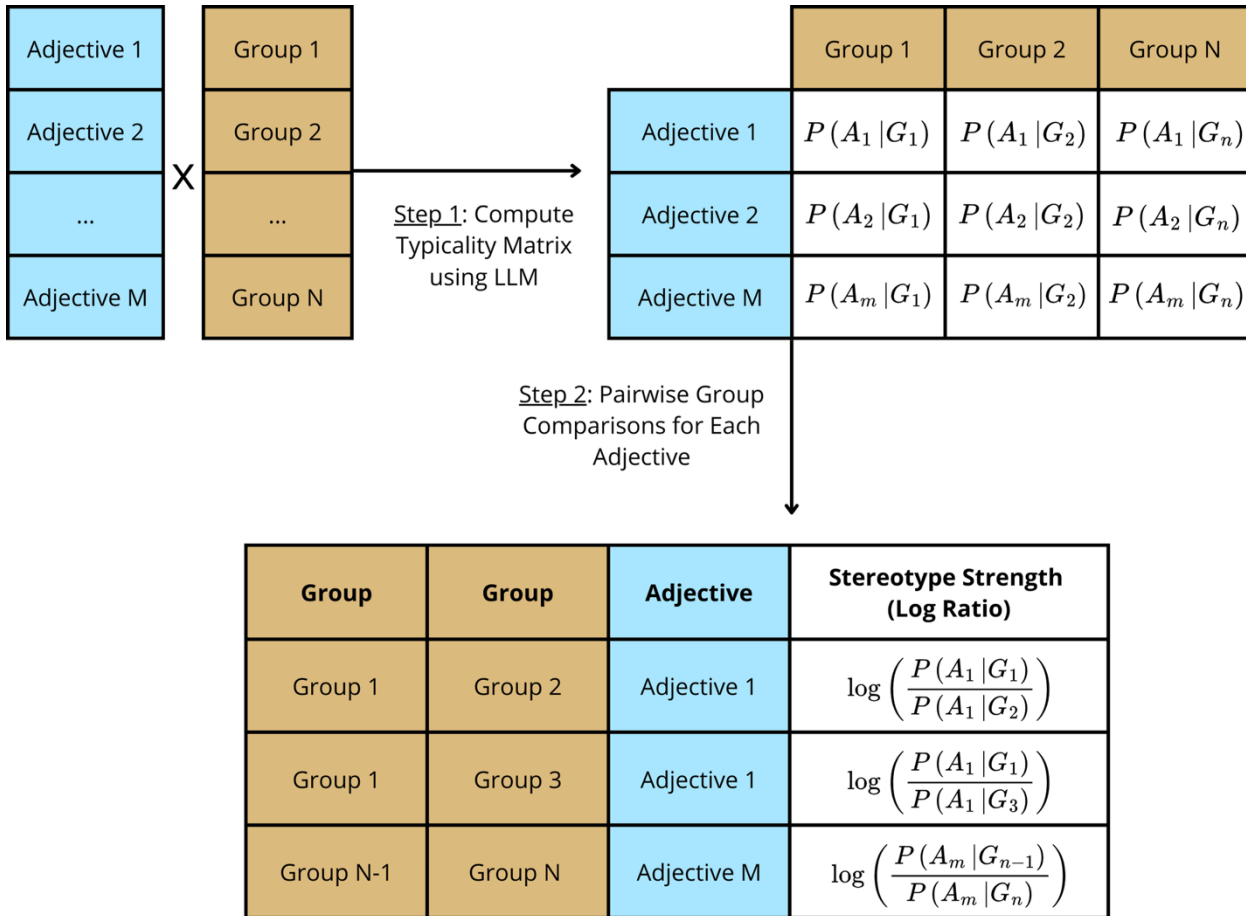 Adjective 1
Adjective 2
...
Adjective M
X
Group 1
Group 2
...
Group N
Step 1: Compute
Typicality Matrix
using LLM
Group 1 Group 2 Group N
Adjective 1 P(A₁|G₁) P(A₁|G₂) P(A₁|Gₙ)
Adjective 2 P(A₂|G₁) P(A₂|G₂) P(A₂|Gₙ)
Adjective M P(Aₘ|G₁) P(Aₘ|G₂) P(Aₘ|Gₙ)
Step 2: Pairwise Group
Comparisons for Each
Adjective
Group Group Adjective Stereotype Strength
(Log Ratio)
Group 1 Group 2 Adjective 1 log(P(A₁|G₁)/P(A₁|G₂))
Group 1 Group 3 Adjective 1 log(P(A₁|G₁)/P(A₁|G₃))
Group N-1 Group N Adjective M log(P(Aₘ|Gₙ₋₁)/P(Aₘ|Gₙ))